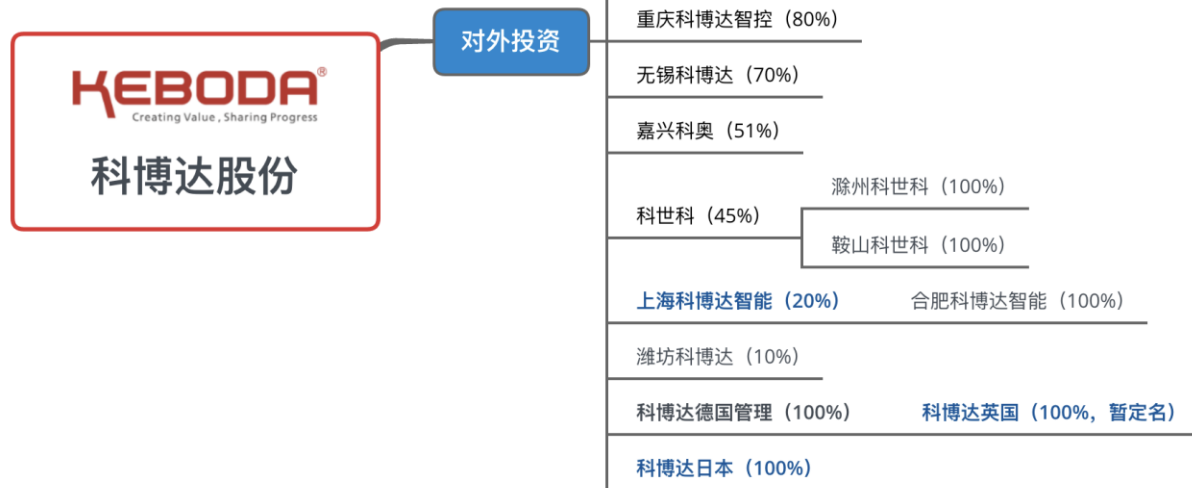 KEBODA®
Creating Value , Sharing Progress
科博达股份
对外投资
重庆科博达智控（80%）
无锡科博达（70%）
嘉兴科奥（51%）
科世科（45%）
滁州科世科（100%）
鞍山科世科（100%）
上海科博达智能（20%）
合肥科博达智能（100%）
潍坊科博达（10%）
科博达德国管理（100%）
科博达英国（100%，暂定名）
科博达日本（100%）